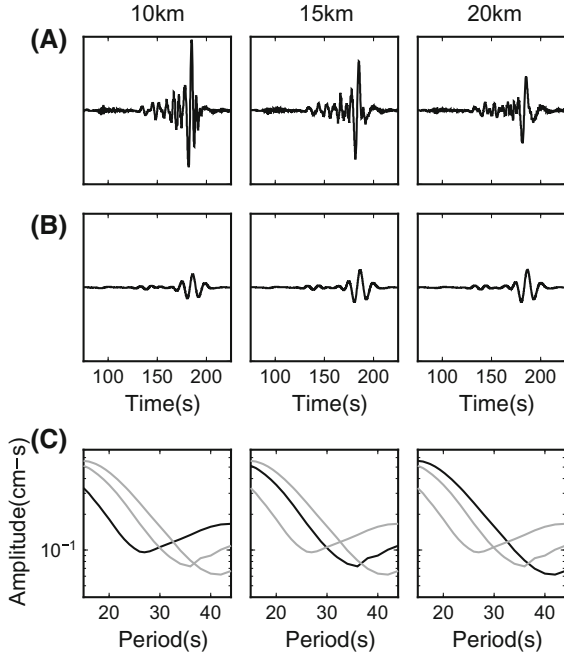 10km 15km 20km
(A)
(B)
100 150 200 100 150 200 100 150 200
Time(s) Time(s) Time(s)
(C)
Amplitude(cm−s)
10⁻¹
20 30 40 20 30 40 20 30 40
Period(s) Period(s) Period(s)